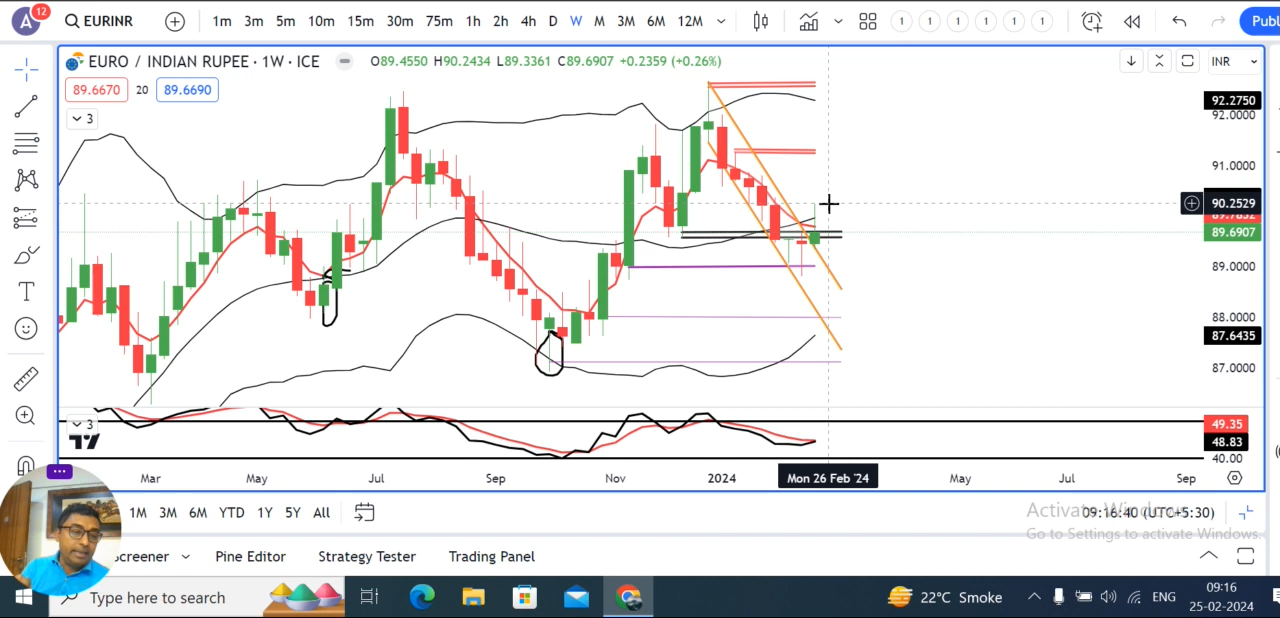 A 12 EURINR 1m 3m 5m 10m 15m 30m 75m 1h 2h 4h D W M 3M 6M 12M 1 1 1 1 1 1 Publ
EURO / INDIAN RUPEE · 1W · ICE O89.4550 H90.2434 L89.3361 C89.6907 +0.2359 (+0.26%) INR
89.6670 20 89.6690
3
92.2750
92.0000
91.0000
90.2529
89.6907
89.0000
88.0000
87.6435
87.0000
3
49.35
48.83
40.00
Mar May Jul Sep Nov 2024 Mon 26 Feb '24 May Jul Sep
1M 3M 6M YTD 1Y 5Y All 09:16:40 (UTC+5:30)
Activate Windows
Go to Settings to activate Windows.
creener Pine Editor Strategy Tester Trading Panel
Type here to search 22°C Smoke ENG 09:16
25-02-2024